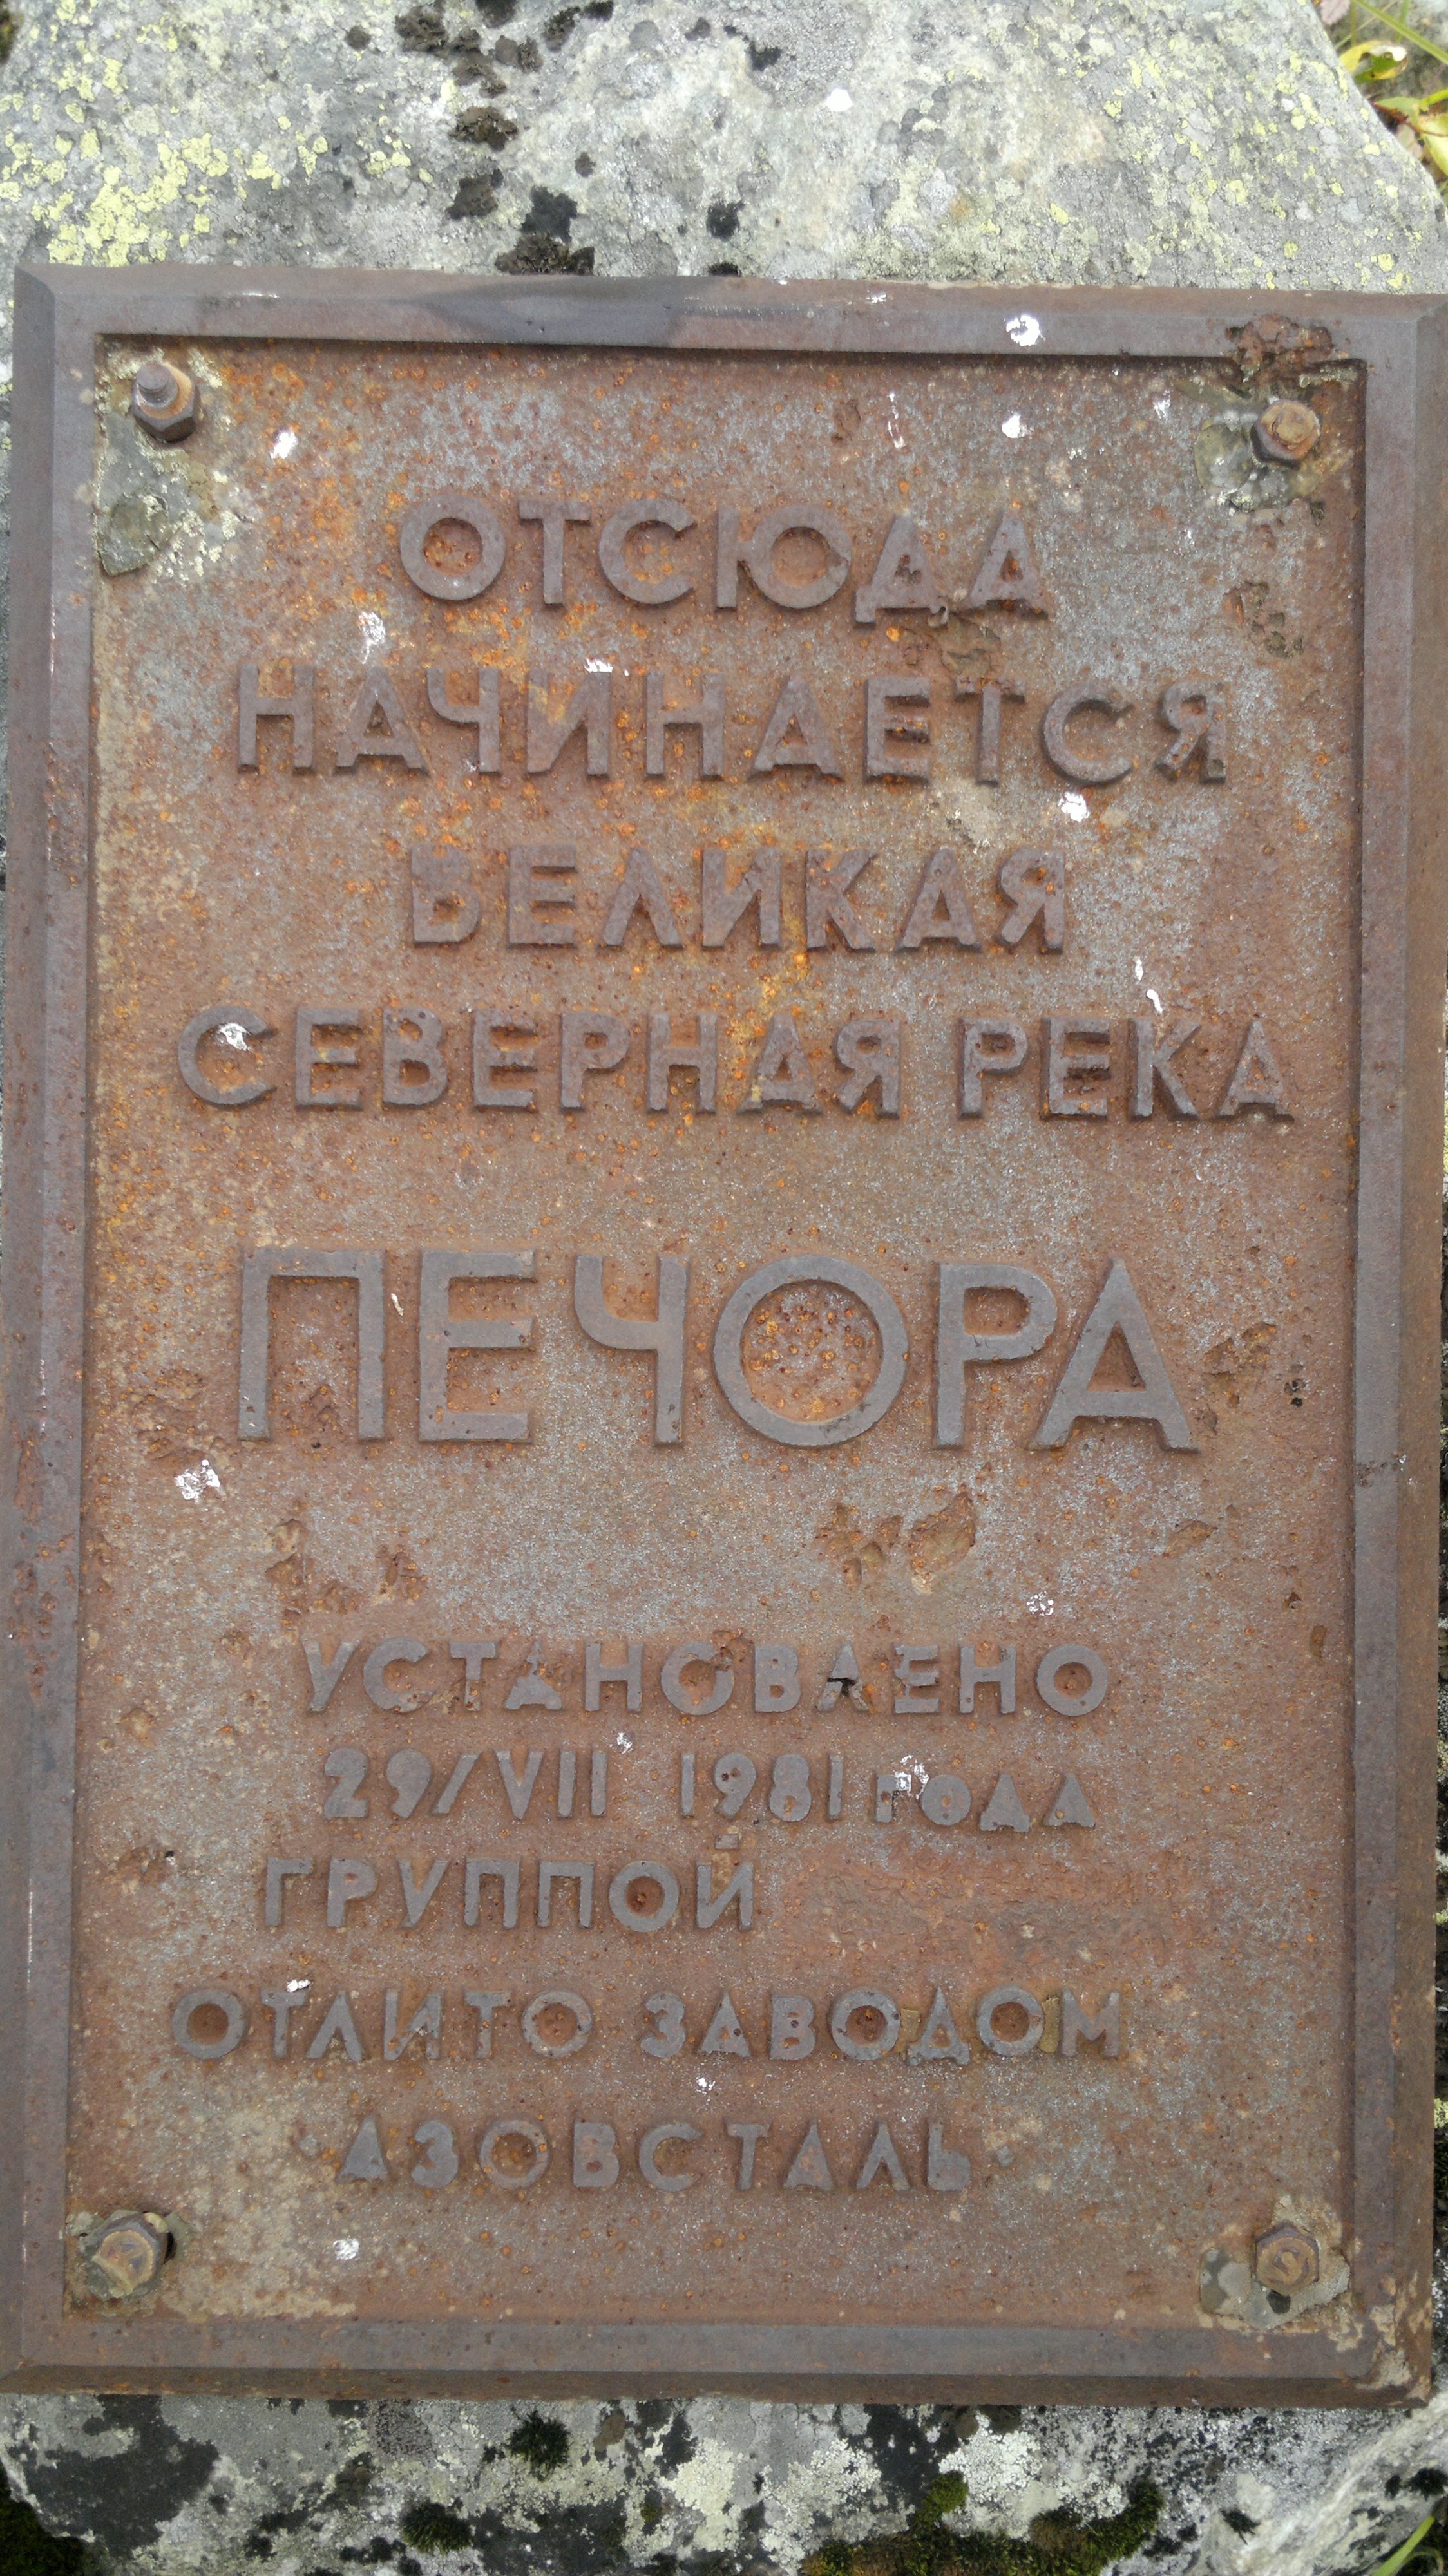 ОТСЮДА
НАЧИНАЕТСЯ
ВЕЛИКАЯ
СЕВЕРНАЯ РЕКА
ПЕЧОРА
УСТАНОВЛЕНО
29/VII 1981 ГОДА
ГРУППОЙ
ОТЛИТО ЗАВОДОМ
"АЗОВСТАЛЬ"